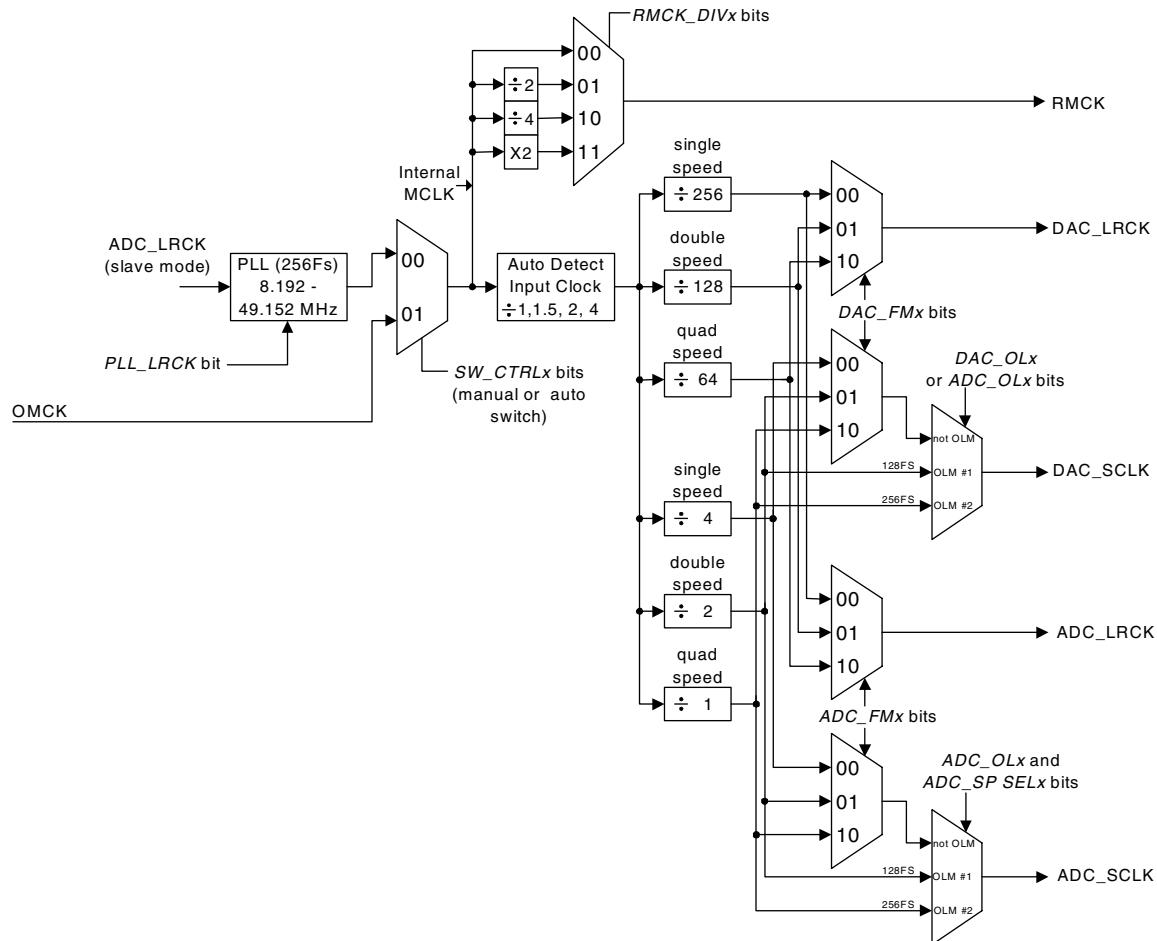 RMCK_DIVx bits
00
÷2
01
÷4
10
X2
11
RMCK
Internal
MCLK
single
speed
÷ 256
00
01
10
DAC_LRCK
double
speed
÷ 128
ADC_LRCK
(slave mode)
PLL (256Fs)
8.192 -
49.152 MHz
00
01
Auto Detect
Input Clock
÷1,1.5, 2, 4
DAC_FMx bits
PLL_LRCK bit
SW_CTRLx bits
(manual or auto
switch)
OMCK
quad
speed
÷ 64
00
01
10
DAC_OLx
or ADC_OLx bits
not OLM
128FS
OLM #1
256FS
OLM #2
DAC_SCLK
single
speed
÷ 4
double
speed
÷ 2
00
01
10
ADC_LRCK
quad
speed
÷ 1
ADC_FMx bits
00
01
10
ADC_OLx and
ADC_SP SELx bits
not OLM
128FS
OLM #1
256FS
OLM #2
ADC_SCLK